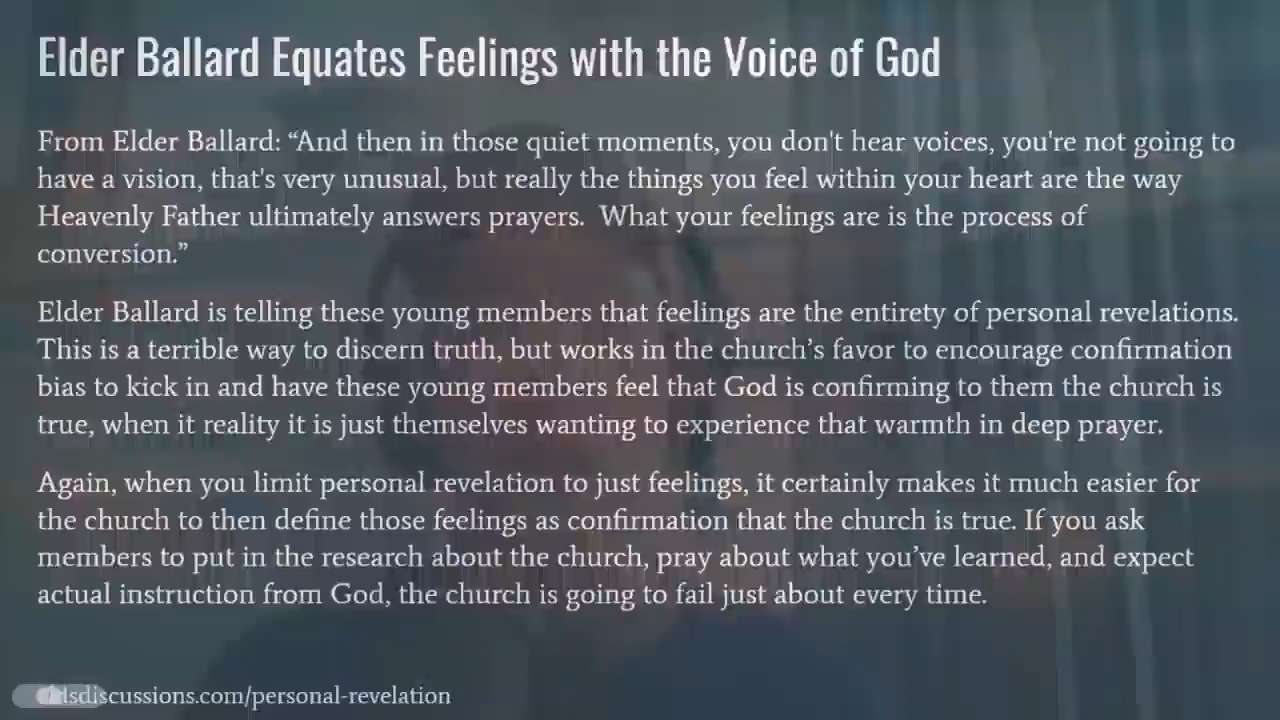 Elder Ballard Equates Feelings with the Voice of God
From Elder Ballard: “And then in those quiet moments, you don't hear voices, you're not going to
have a vision, that's very unusual, but really the things you feel within your heart are the way
Heavenly Father ultimately answers prayers.  What your feelings are is the process of
conversion.”
Elder Ballard is telling these young members that feelings are the entirety of personal revelations.
This is a terrible way to discern truth, but works in the church’s favor to encourage confirmation
bias to kick in and have these young members feel that God is confirming to them the church is
true, when it reality it is just themselves wanting to experience that warmth in deep prayer.
Again, when you limit personal revelation to just feelings, it certainly makes it much easier for
the church to then define those feelings as confirmation that the church is true. If you ask
members to put in the research about the church, pray about what you’ve learned, and expect
actual instruction from God, the church is going to fail just about every time.
ldsdiscussions.com/personal-revelation